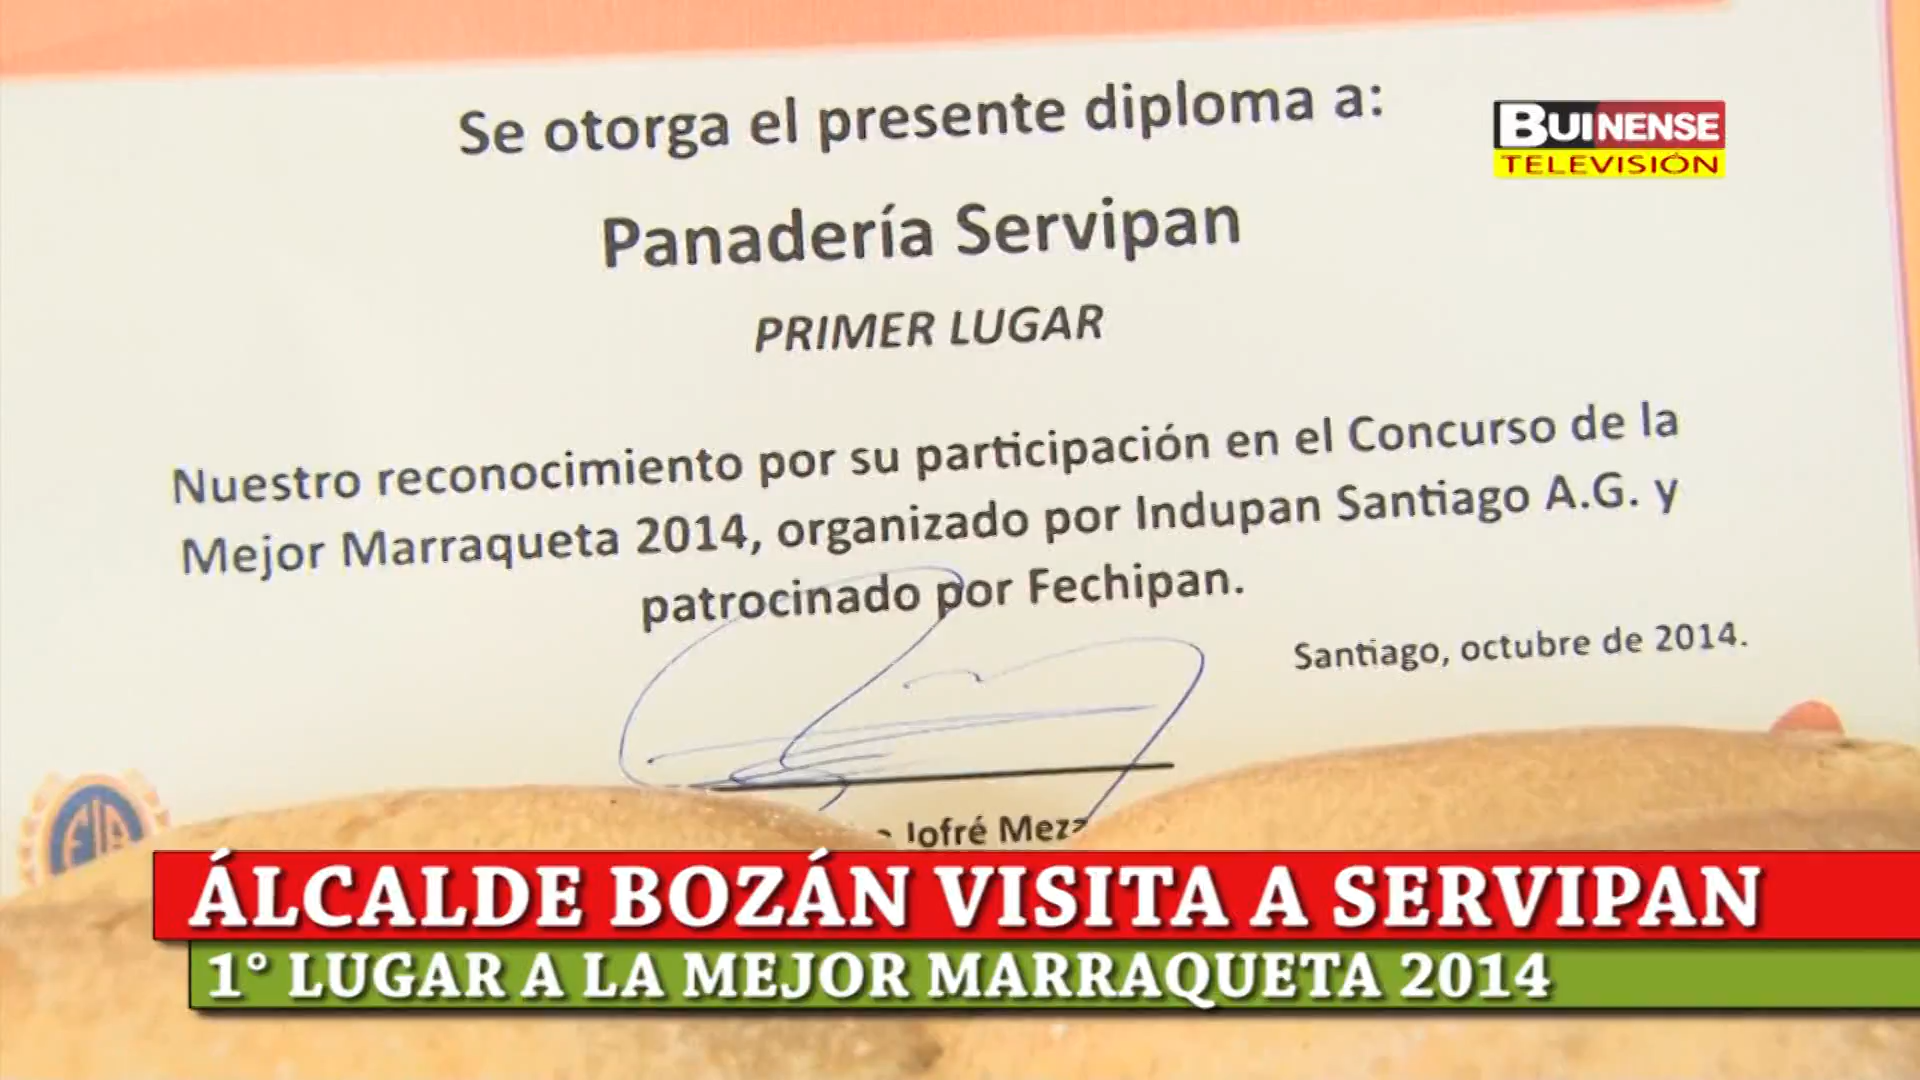 Se otorga el presente diploma a:
BUINENSE
TELEVISIÓN
Panadería Servipan
PRIMER LUGAR
Nuestro reconocimiento por su participación en el Concurso de la
Mejor Marraqueta 2014, organizado por Indupan Santiago A.G. y
patrocinado por Fechipan.
Santiago, octubre de 2014.
Jofré Meza
ÁLCALDE BOZÁN VISITA A SERVIPAN
1° LUGAR A LA MEJOR MARRAQUETA 2014